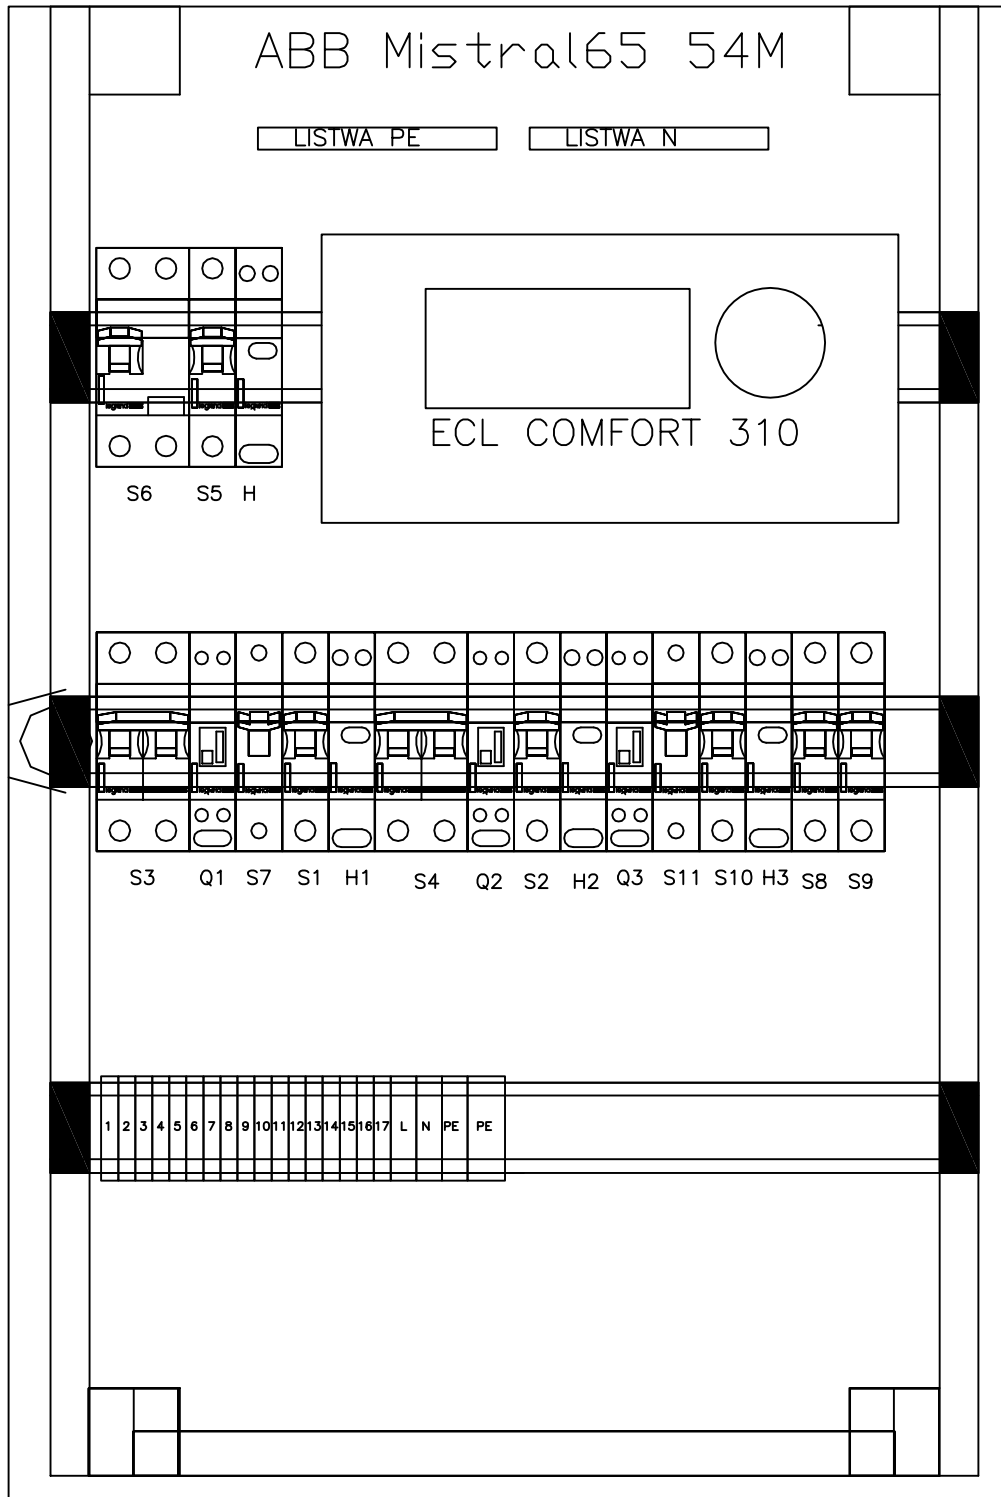 ABB Mistral65 54M
LISTWA PE LISTWA N
ECL COMFORT 310
S6 S5 H
S3 Q1 S7 S1 H1 S4 Q2 S2 H2 Q3 S11 S10 H3 S8 S9
1 2 3 4 5 6 7 8 9 10 11 12 13 14 15 16 17 L N PE PE